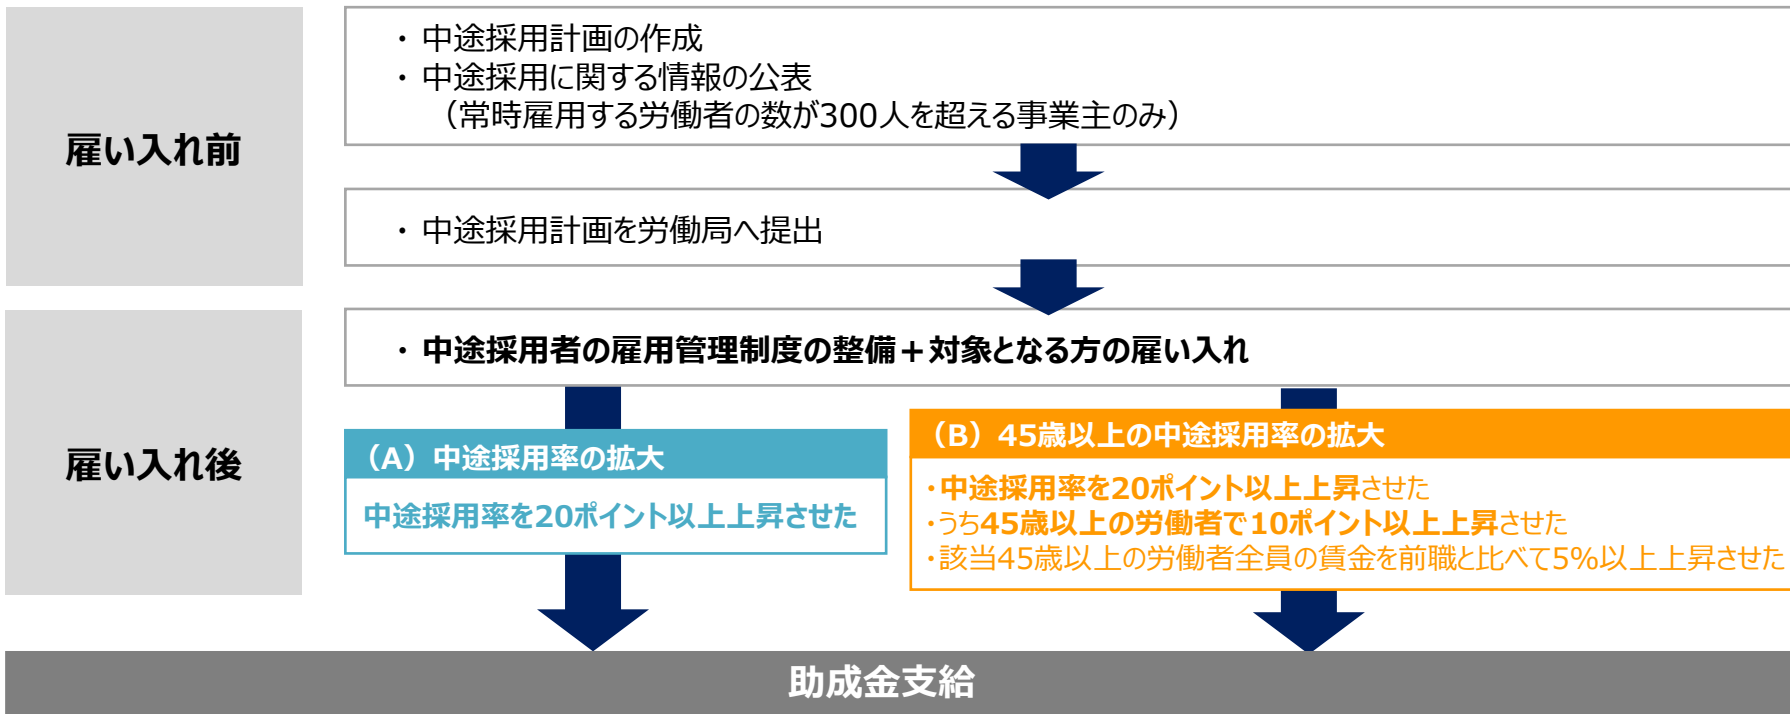 雇い入れ前
・中途採用計画の作成
・中途採用に関する情報の公表
（常時雇用する労働者の数が300人を超える事業主のみ）
・中途採用計画を労働局へ提出
雇い入れ後
・中途採用者の雇用管理制度の整備＋対象となる方の雇い入れ
（A）中途採用率の拡大
中途採用率を20ポイント以上上昇させた
（B）45歳以上の中途採用率の拡大
・中途採用率を20ポイント以上上昇させた
・うち45歳以上の労働者で10ポイント以上上昇させた
・該当45歳以上の労働者全員の賃金を前職と比べて5%以上上昇させた
助成金支給